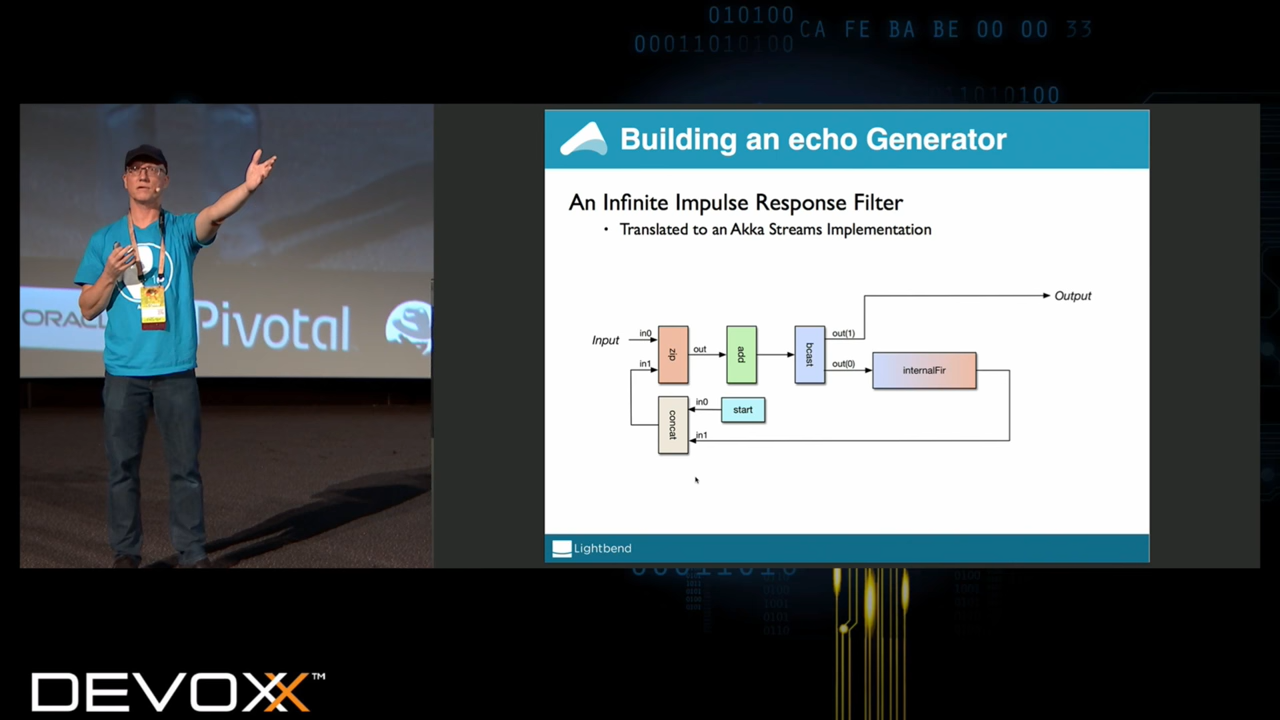 010100
00011010100
CA FE BA BE 00 00 33
1010100
ORACL
Pivotal
Building an echo Generator
An Infinite Impulse Response Filter
• Translated to an Akka Streams Implementation
Output
Input
in0
in1
zip
out
add
bcast
out(1)
out(0)
internalFir
concat
in0
start
in1
Lightbend
DEVOXX™